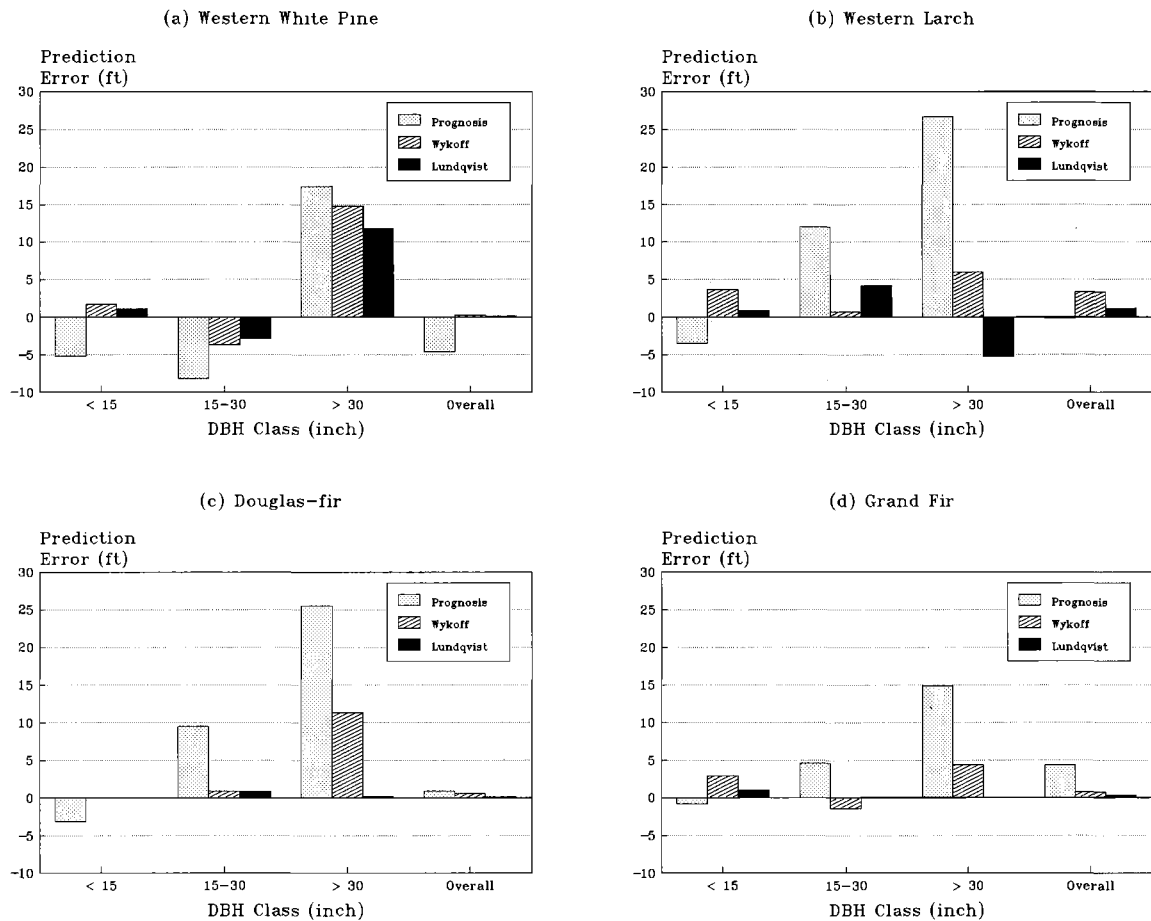 (a) Western White Pine
Prediction
Error (ft)
30
25
20
15
10
5
0
-5
-10
Prognosis
Wykoff
Lundqvist
< 15
15-30
> 30
Overall
DBH Class (inch)
(b) Western Larch
Prediction
Error (ft)
30
25
20
15
10
5
0
-5
-10
Prognosis
Wykoff
Lundqvist
< 15
15-30
> 30
Overall
DBH Class (inch)
(c) Douglas-fir
Prediction
Error (ft)
30
25
20
15
10
5
0
-5
-10
Prognosis
Wykoff
Lundqvist
< 15
15-30
> 30
Overall
DBH Class (inch)
(d) Grand Fir
Prediction
Error (ft)
30
25
20
15
10
5
0
-5
-10
Prognosis
Wykoff
Lundqvist
< 15
15-30
> 30
Overall
DBH Class (inch)